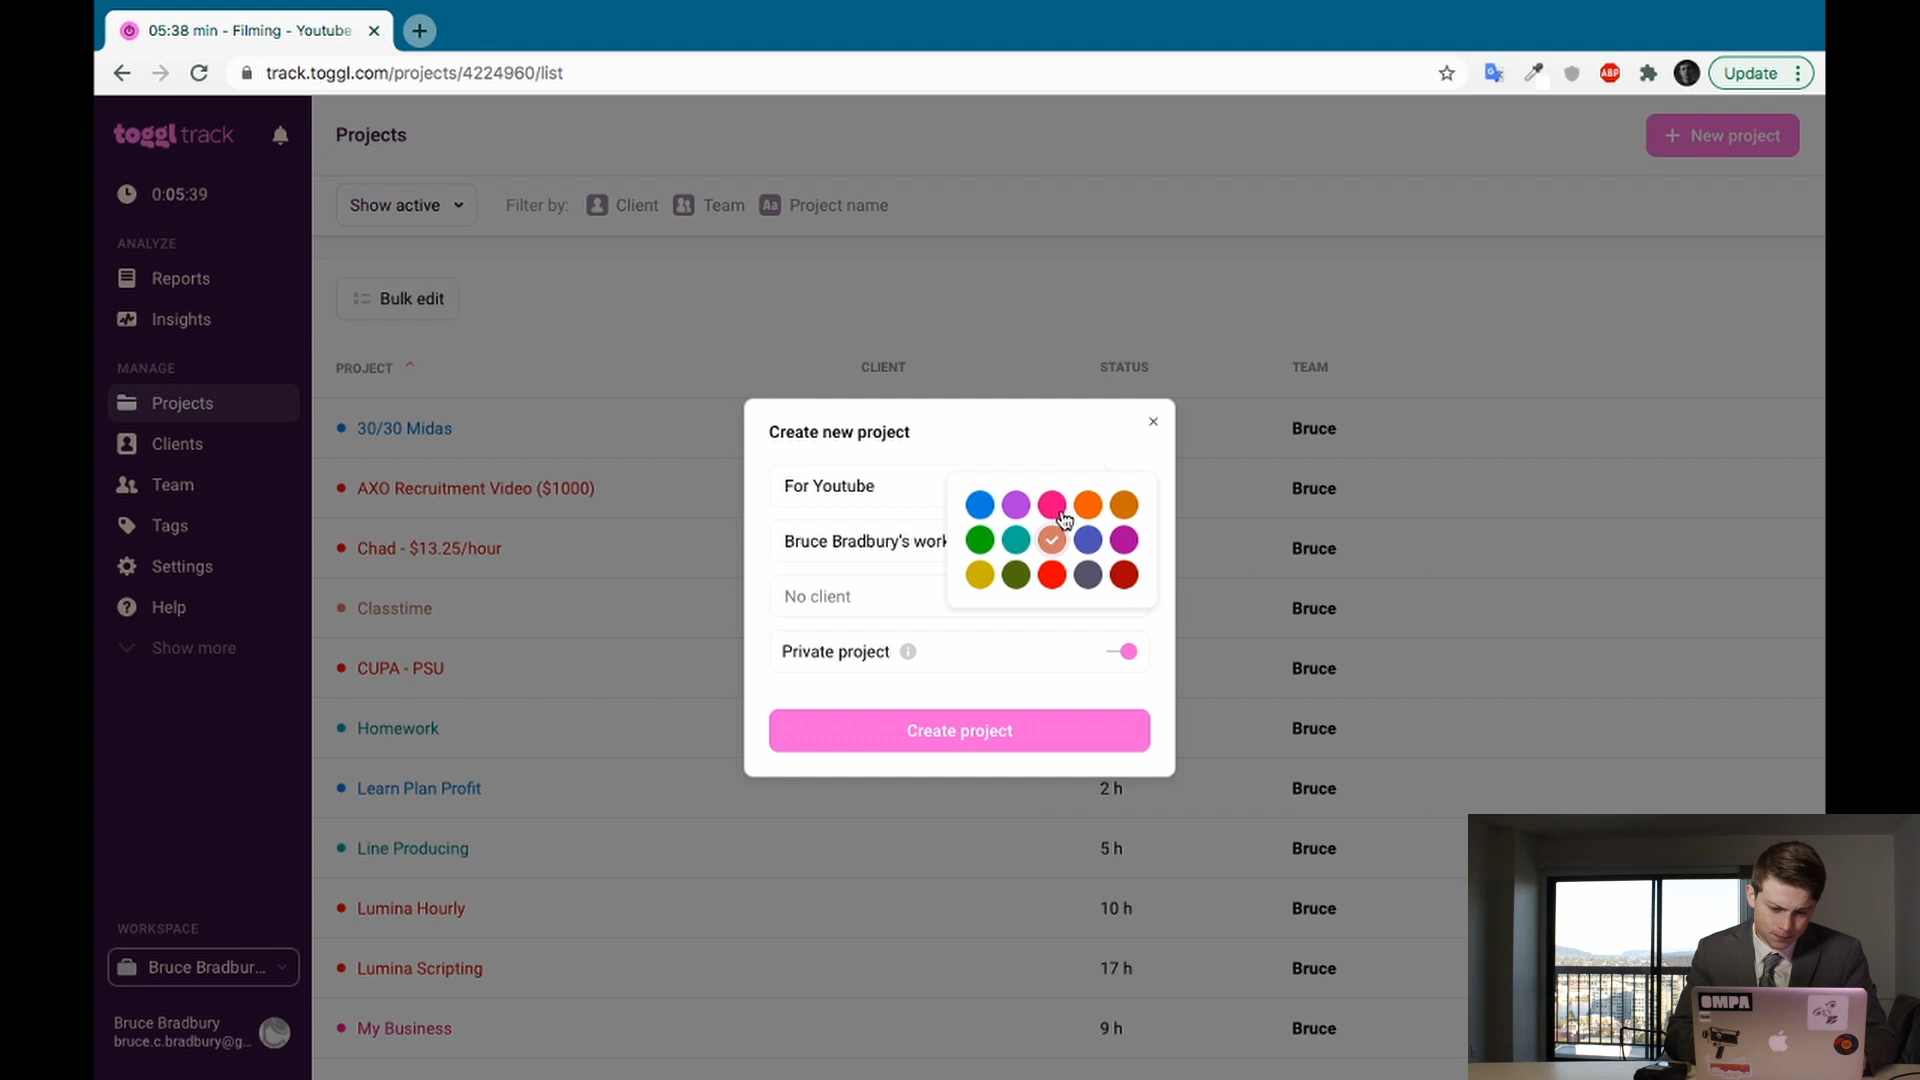 05:38 min - Filming - Youtube
track.toggl.com/projects/4224960/list
ABP
Update
toggl track
Projects
+ New project
0:05:39
Show active
Filter by:
Client
Team
Aa
Project name
ANALYZE
Reports
Insights
Bulk edit
MANAGE
Projects
Clients
Team
Tags
Settings
Help
Show more
PROJECT
CLIENT
STATUS
TEAM
30/30 Midas
Bruce
AXO Recruitment Video ($1000)
Bruce
Chad - $13.25/hour
Bruce
Classtime
Bruce
CUPA - PSU
Bruce
Homework
Bruce
Learn Plan Profit
2 h
Bruce
Line Producing
5 h
Bruce
Lumina Hourly
10 h
Bruce
Lumina Scripting
17 h
Bruce
My Business
9 h
Bruce
Create new project
For Youtube
Bruce Bradbury's work
No client
Private project
Create project
WORKSPACE
Bruce Bradbur...
Bruce Bradbury
bruce.c.bradbury@g...
OMPA